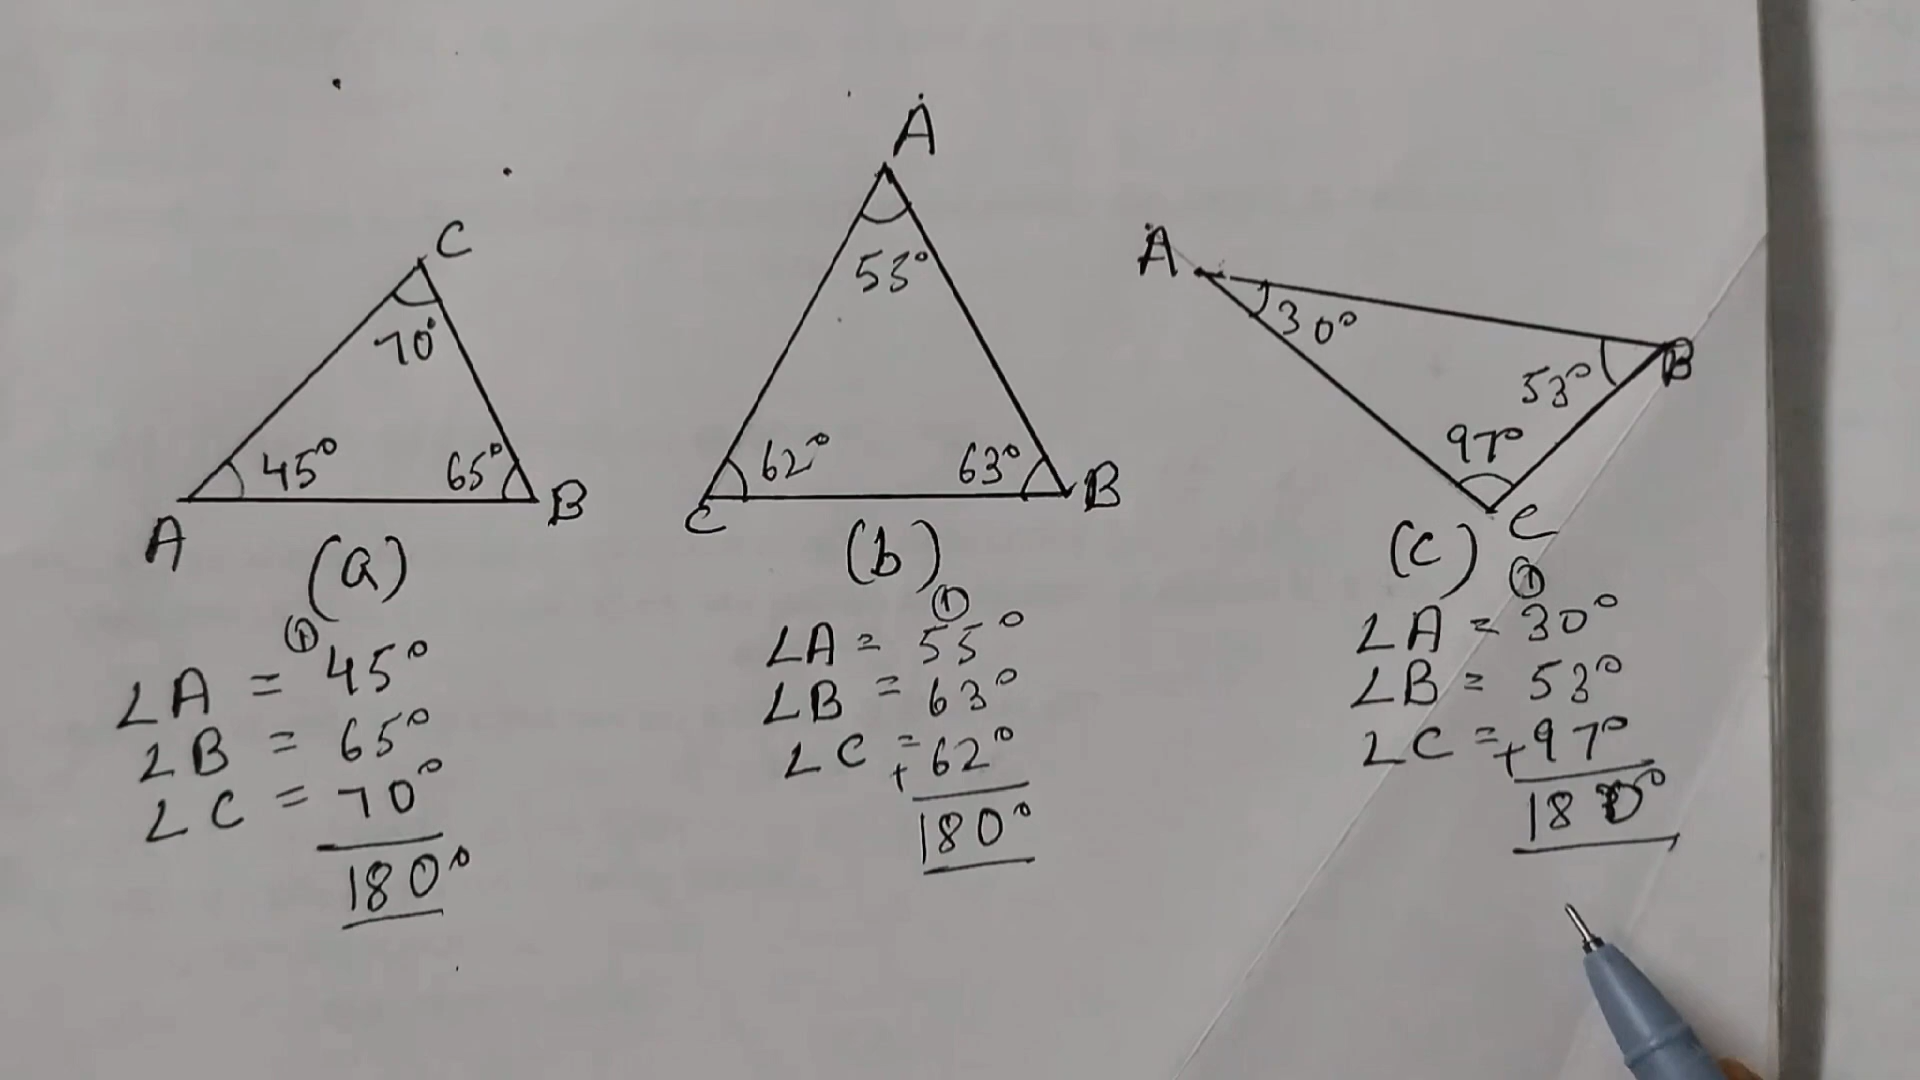 C
70°
45°
65°
A
B
(a)
①
∠A = 45°
∠B = 65°
∠C = 70°
180°
A
53°
62°
63°
C
B
(b)
①
∠A = 55°
∠B = 63°
∠C = +62°
180°
A
30°
B
53°
97°
C
(c)
①
∠A = 30°
∠B = 53°
∠C = +97°
180°